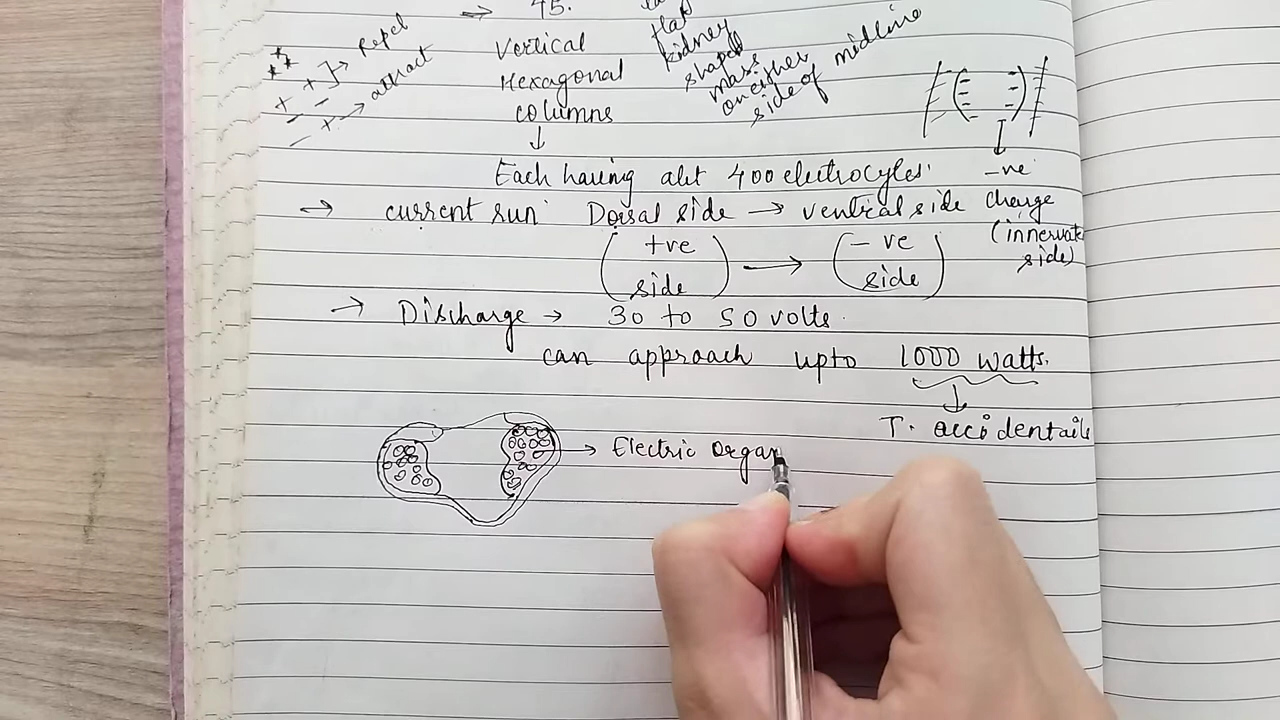 → 45.
Vertical
Hexagonal
columns
↓
flat
kidney
shaped
mass
on either
side of midline
+ + } → Repel
+ - → attract
- +
Each having abt 400 electrocytes.
-ve
charge
(innervate
side)
→ current run Dorsal side → ventral side
(+ve side) → (-ve side)
→ Discharge → 30 to 50 volts.
can approach upto 1000 watts.
↓
T. accidentails
→ Electric Organ